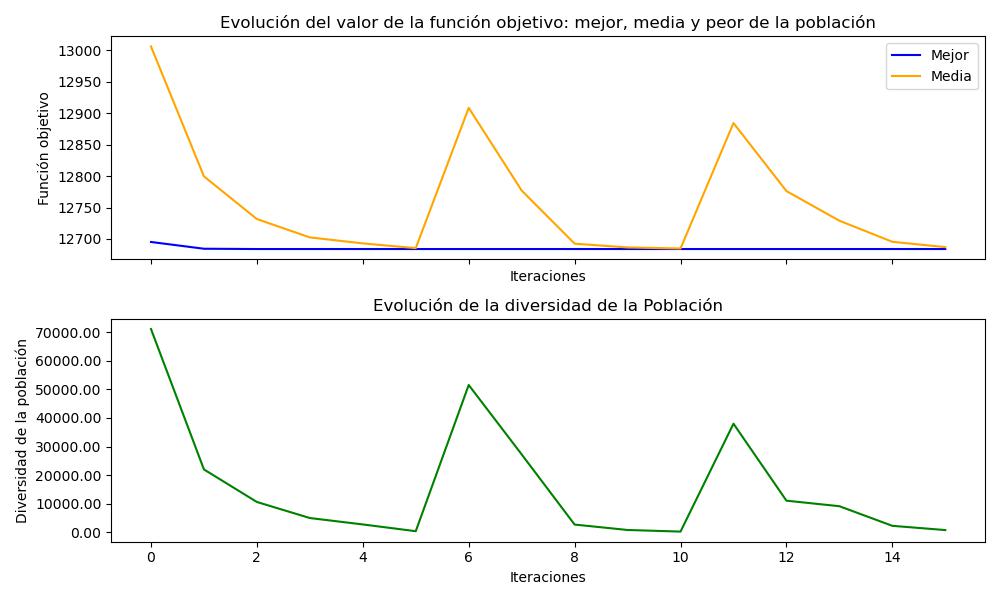 Evolución del valor de la función objetivo: mejor, media y peor de la población
13000
12950
12900
12850
12800
12750
12700
Función objetivo
Mejor
Media
Iteraciones
Evolución de la diversidad de la Población
70000.00
60000.00
50000.00
40000.00
30000.00
20000.00
10000.00
0.00
Diversidad de la población
0 2 4 6 8 10 12 14
Iteraciones